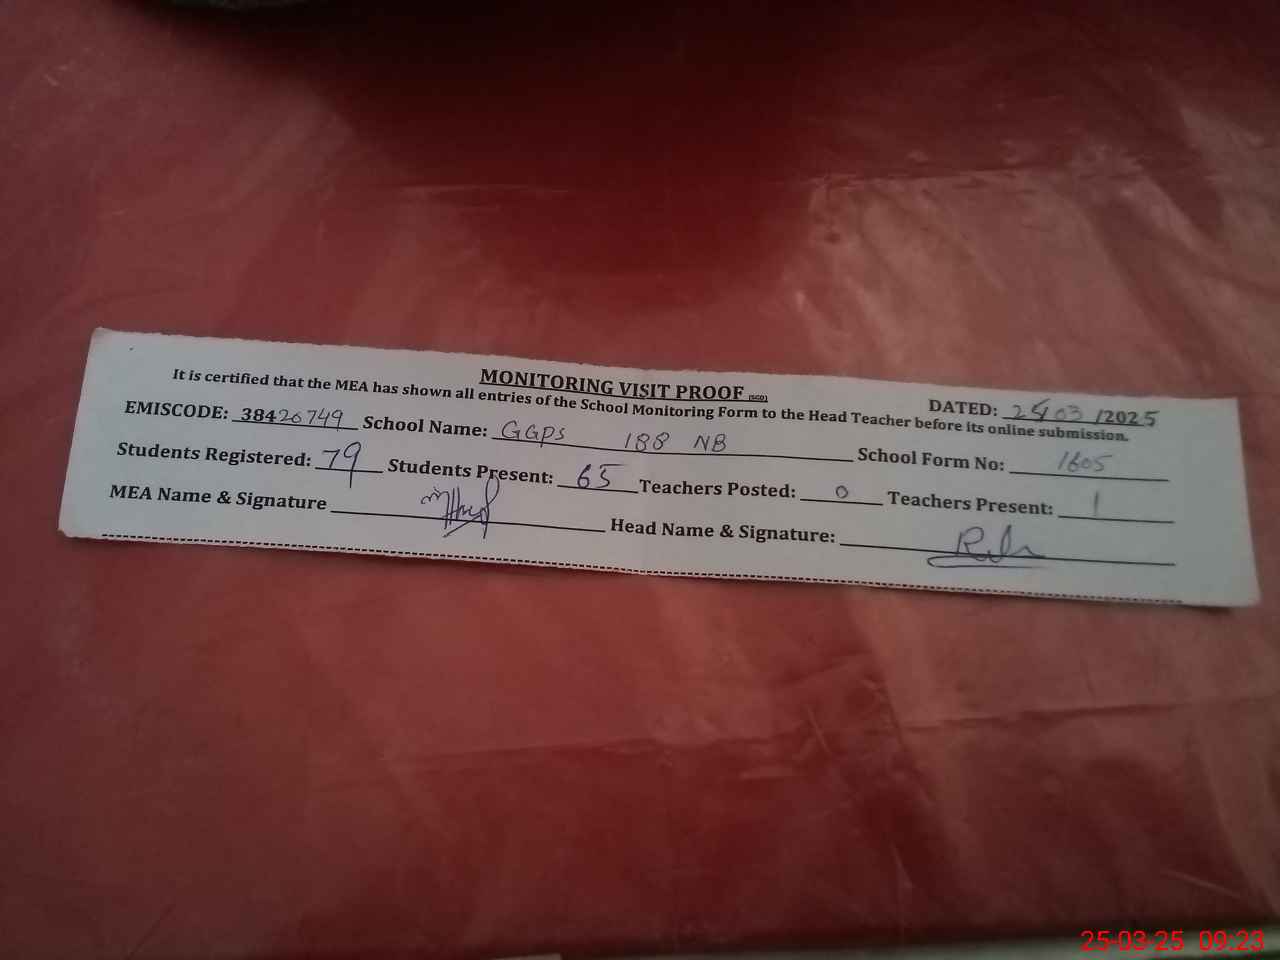 MONITORING VISIT PROOF (SGD)
DATED: 25/03/2025
It is certified that the MEA has shown all entries of the School Monitoring Form to the Head Teacher before its online submission.
EMISCODE: 38420749 School Name: GGPS 188 NB School Form No: 1605
Students Registered: 79 Students Present: 65 Teachers Posted: 0 Teachers Present: 1
MEA Name & Signature Head Name & Signature:
25-03-25 09:23